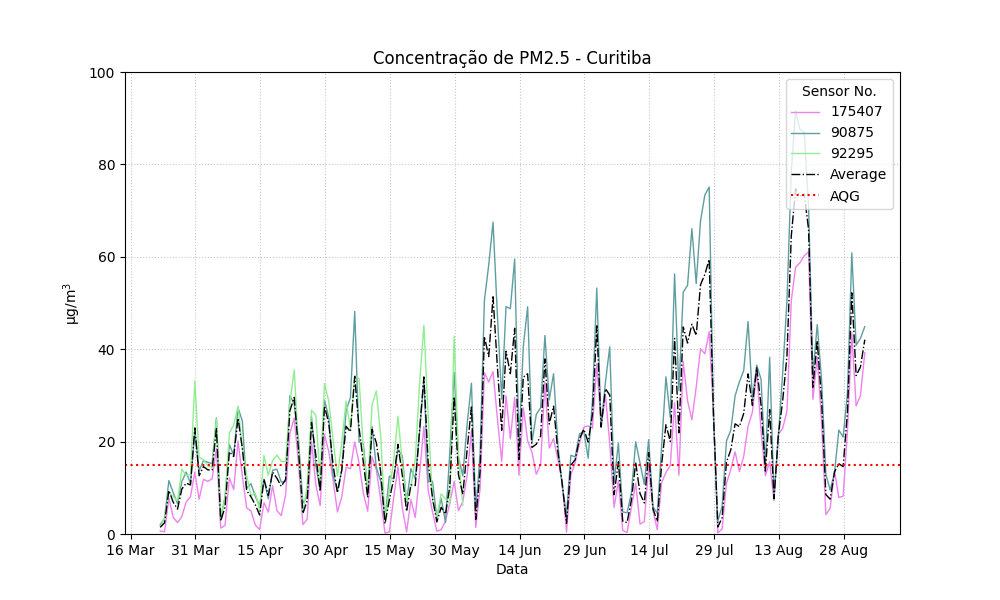 Concentração de PM2.5 - Curitiba
Sensor No.
175407
90875
92295
Average
AQG
100
80
60
40
20
0
µg/m³
16 Mar
31 Mar
15 Apr
30 Apr
15 May
30 May
14 Jun
29 Jun
14 Jul
29 Jul
13 Aug
28 Aug
Data